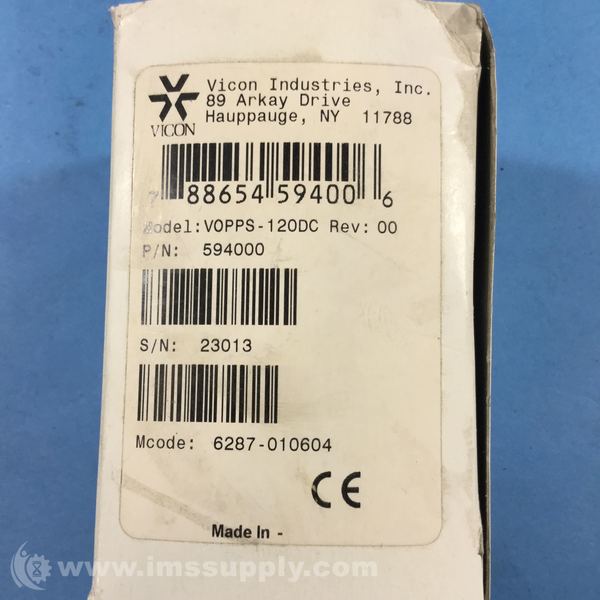 VICON
Vicon Industries, Inc.
89 Arkay Drive
Hauppauge, NY 11788
7 88654 59400 6
Model:VOPPS-120DC Rev: 00
P/N: 594000
S/N: 23013
Mcode: 6287-010604
CE
Made In -
www.imssupply.com